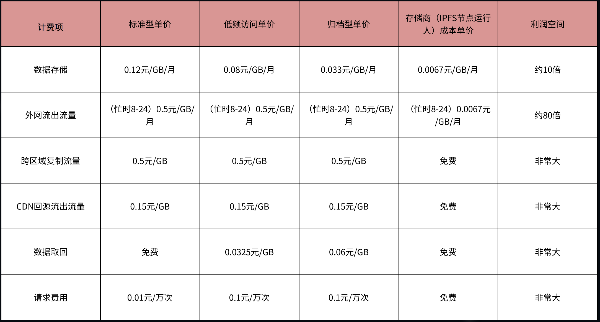 计费项 标准型单价 低频访问单价 归档型单价 存储商（IPFS节点运行人）成本单价 利润空间
数据存储 0.12元/GB/月 0.08元/GB/月 0.033元/GB/月 0.0067元/GB/月 约10倍
外网流出流量 （忙时8-24）0.5元/GB/月 （忙时8-24）0.5元/GB/月 （忙时8-24）0.5元/GB/月 （忙时8-24）0.0067元/GB/月 约80倍
跨区域复制流量 0.5元/GB 0.5元/GB 0.5元/GB 免费 非常大
CDN回源流出流量 0.15元/GB 0.15元/GB 0.15元/GB 免费 非常大
数据取回 免费 0.0325元/GB 0.06元/GB 免费 非常大
请求费用 0.01元/万次 0.1元/万次 0.1元/万次 免费 非常大